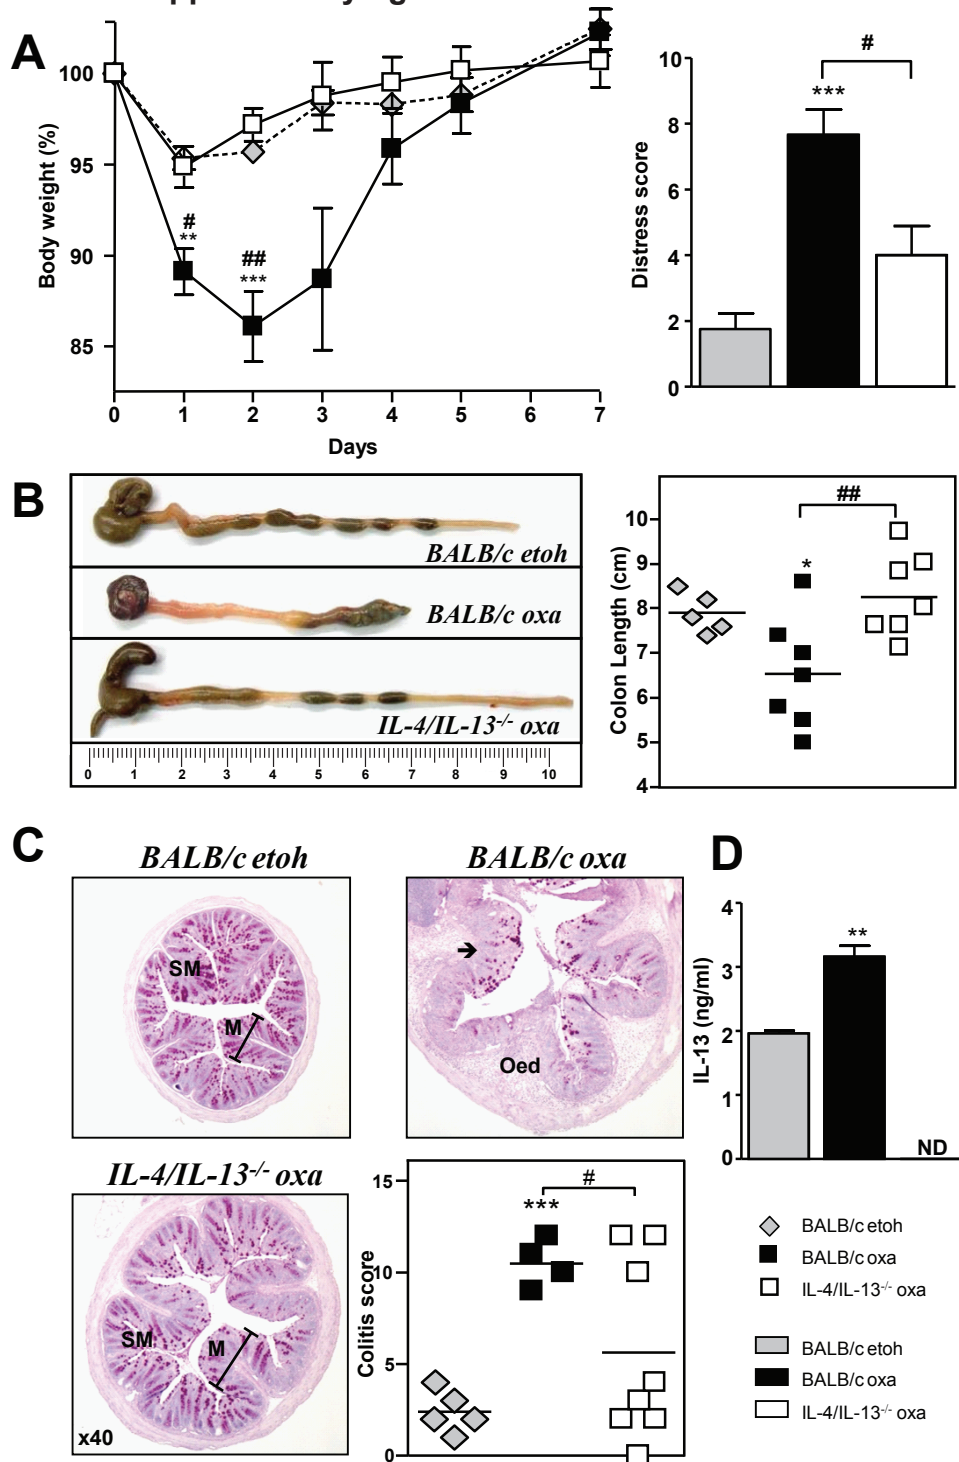 A
Body weight (%)
100
95
90
85
#
**
##
***
0 1 2 3 4 5 7
Days
Distress score
10
8
6
4
2
0
#
***
B
BALB/c etoh
BALB/c oxa
IL-4/IL-13-/- oxa
0 1 2 3 4 5 6 7 8 9 10
Colon Length (cm)
10
9
8
7
6
5
4
##
*
C
BALB/c etoh
SM
M
BALB/c oxa
Oed
IL-4/IL-13-/- oxa
SM
M
x40
Colitis score
15
10
5
0
#
***
D
IL-13 (ng/ml)
4
3
2
1
0
**
ND
BALB/c etoh
BALB/c oxa
IL-4/IL-13-/- oxa
BALB/c etoh
BALB/c oxa
IL-4/IL-13-/- oxa